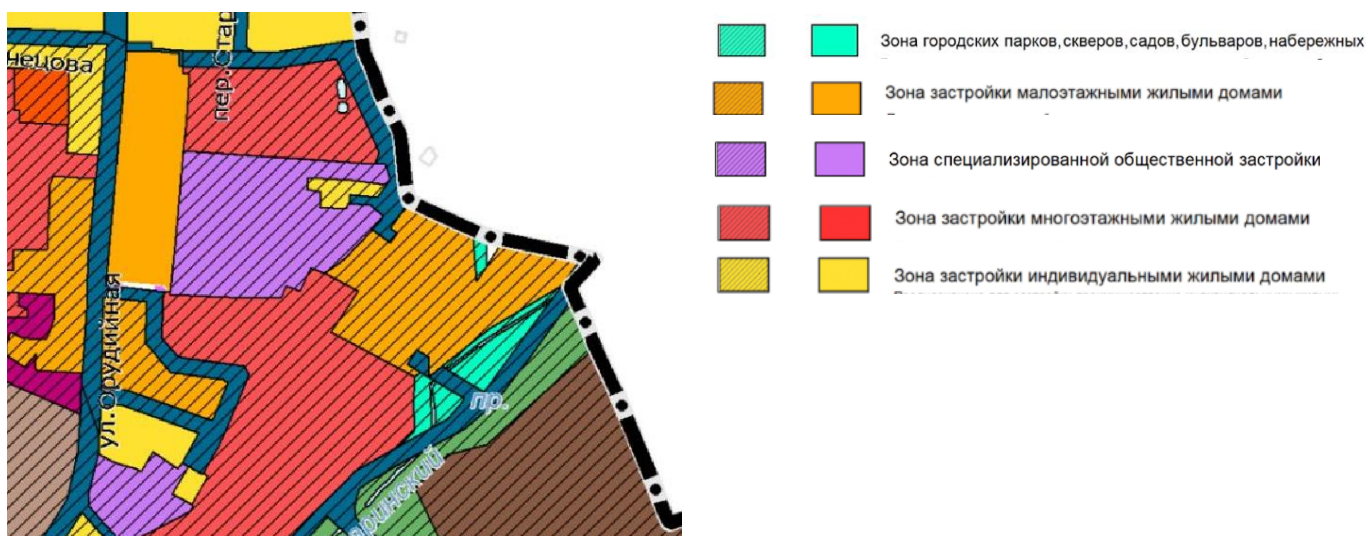 нецова
пер.Стар
ул.Орудийная
пр.
аринский
Зона городских парков,скверов,садов,бульваров,набережных
Зона застройки малоэтажными жилыми домами
Зона специализированной общественной застройки
Зона застройки многоэтажными жилыми домами
Зона застройки индивидуальными жилыми домами